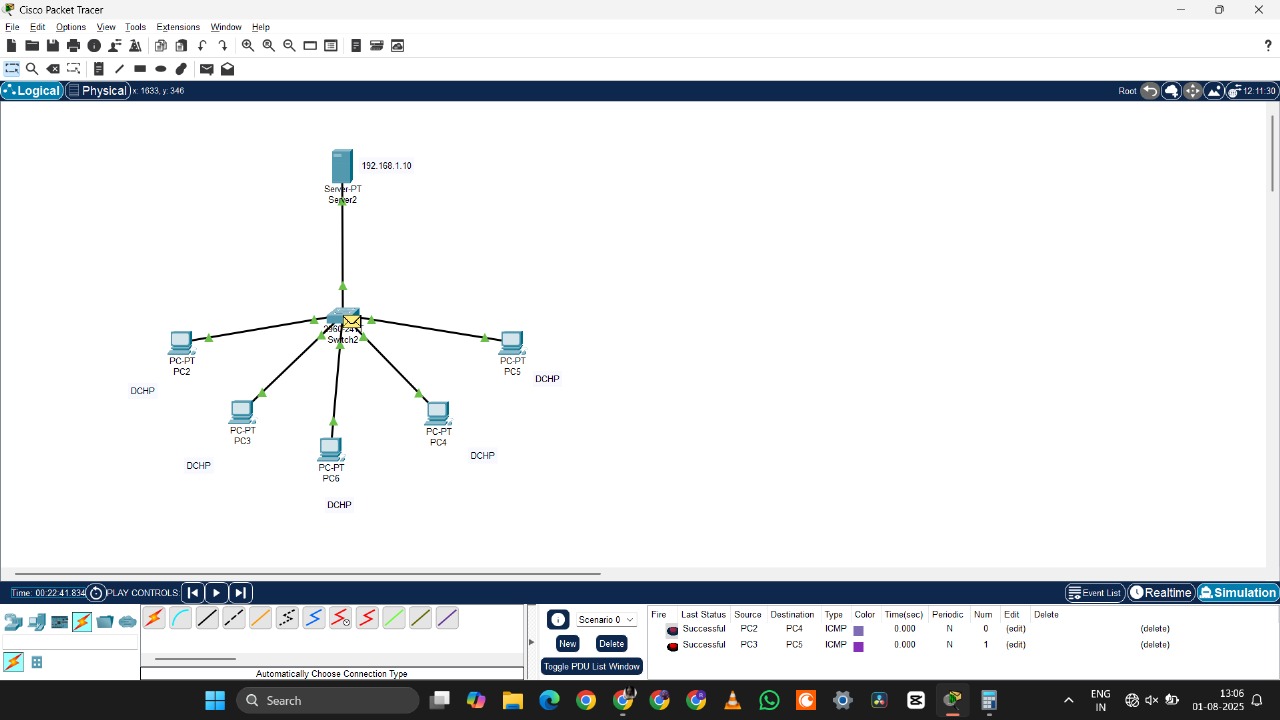 Cisco Packet Tracer
File Edit Options View Tools Extensions Window Help
?
Logical Physical x: 1633, y: 346 Root 12:11:30
192.168.1.10
Server-PT
Server2
Switch2
PC-PT
PC2
DCHP
PC-PT
PC5
DCHP
PC-PT
PC3
DCHP
PC-PT
PC4
DCHP
PC-PT
PC6
DCHP
Time: 00:22:41.834 PLAY CONTROLS: Event List Realtime Simulation
Scenario 0
New Delete
Toggle PDU List Window
Automatically Choose Connection Type
Fire Last Status Source Destination Type Color Time(sec) Periodic Num Edit Delete
Successful PC2 PC4 ICMP 0.000 N 0 (edit) (delete)
Successful PC3 PC5 ICMP 0.000 N 1 (edit) (delete)
Search
ENG
IN
13:06
01-08-2025